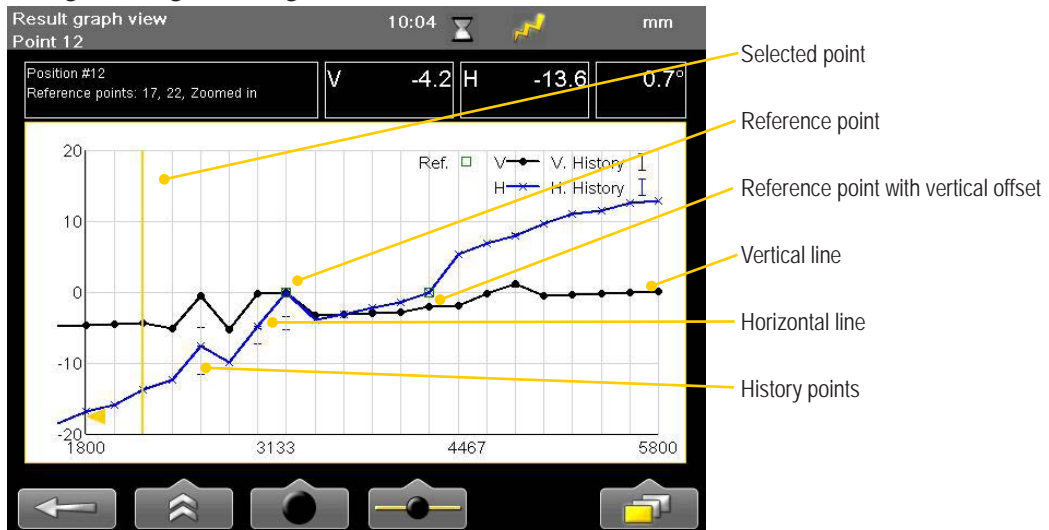 Result graph view
Point 12
10:04
mm
Position #12
Reference points: 17, 22, Zoomed in
V -4.2
H -13.6
0.7°
Selected point
Reference point
Reference point with vertical offset
Vertical line
Horizontal line
History points
Ref. V V. History
H H. History
20
10
0
-10
-20
1800 3133 4467 5800